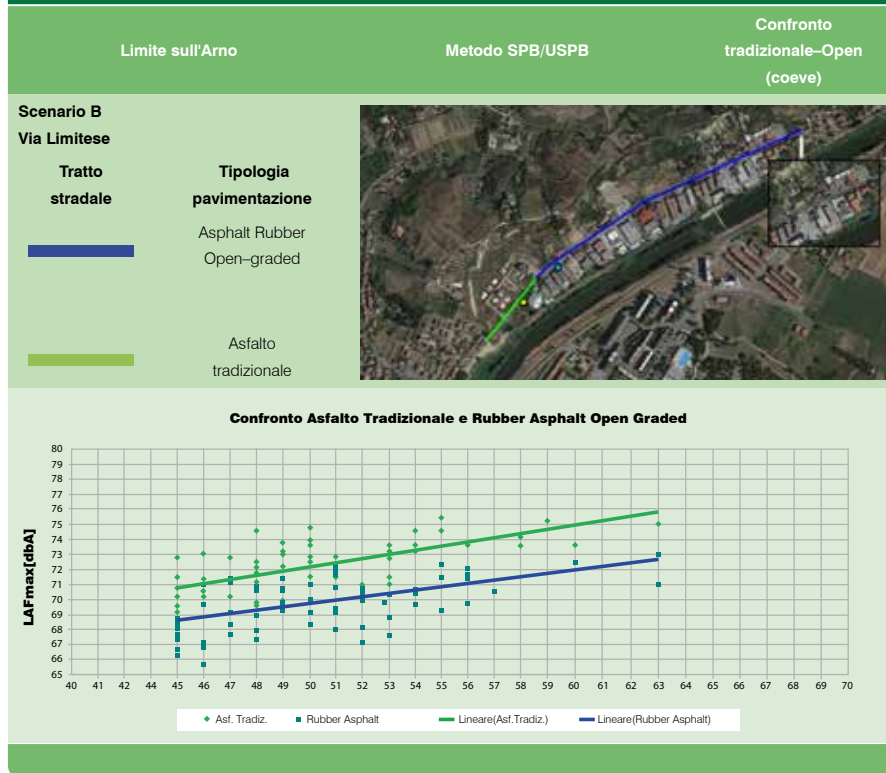 Limite sull'Arno
Metodo SPB/USPB
Confronto
tradizionale–Open
(coeve)
Scenario B
Via Limitese
Tratto
stradale
Tipologia
pavimentazione
Asphalt Rubber
Open–graded
Asfalto
tradizionale
Confronto Asfalto Tradizionale e Rubber Asphalt Open Graded
LAFmax[dbA]
80
79
78
77
76
75
74
73
72
71
70
69
68
67
66
65
40 41 42 44 45 46 47 48 49 50 51 52 53 54 55 56 57 58 59 60 62 62 63 64 65 66 68 68 69 70
Asf. Tradiz. Rubber Asphalt Lineare(Asf.Tradiz.) Lineare(Rubber Asphalt)